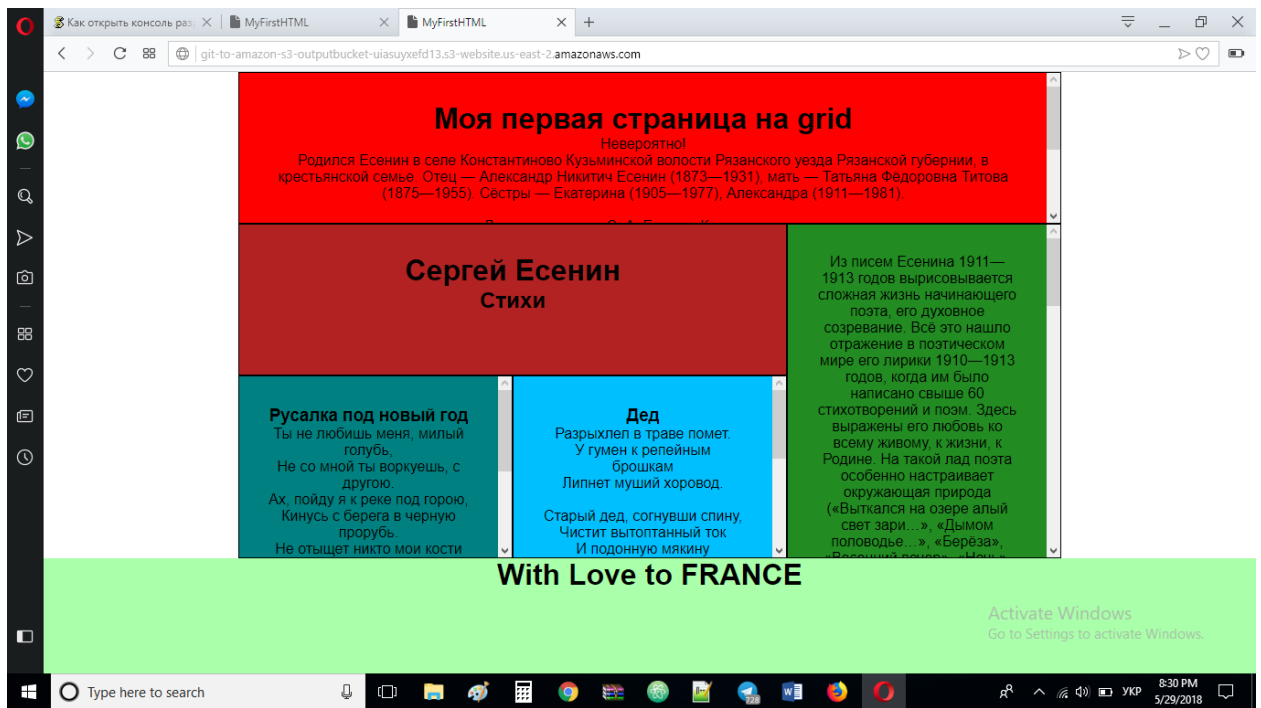 Как открыть консоль раз
MyFirstHTML
MyFirstHTML
git-to-amazon-s3-outputbucket-uiasuyxefd13.s3-website.us-east-2.amazonaws.com
Моя первая страница на grid
Невероятно!
Родился Есенин в селе Константиново Кузьминской волости Рязанского уезда Рязанской губернии, в
крестьянской семье. Отец — Александр Никитич Есенин (1873—1931), мать — Татьяна Фёдоровна Титова
(1875—1955). Сёстры — Екатерина (1905—1977), Александра (1911—1981).
Сергей Есенин
Стихи
Русалка под новый год
Ты не любишь меня, милый
голубь,
Не со мной ты воркуешь, с
другою.
Ах, пойду я к реке под горою,
Кинусь с берега в черную
прорубь.
Не отыщет никто мои кости
Дед
Разрыхлел в траве помет.
У гумен к репейным
брошкам
Липнет муший хоровод.
Старый дед, согнувши спину,
Чистит вытоптанный ток
И подонную мякину
Из писем Есенина 1911—
1913 годов вырисовывается
сложная жизнь начинающего
поэта, его духовное
созревание. Всё это нашло
отражение в поэтическом
мире его лирики 1910—1913
годов, когда им было
написано свыше 60
стихотворений и поэм. Здесь
выражены его любовь ко
всему живому, к жизни, к
Родине. На такой лад поэта
особенно настраивает
окружающая природа
(«Выткался на озере алый
свет зари…», «Дымом
половодье…», «Берёза»,
With Love to FRANCE
Activate Windows
Go to Settings to activate Windows.
Type here to search
728
УКР
8:30 PM
5/29/2018